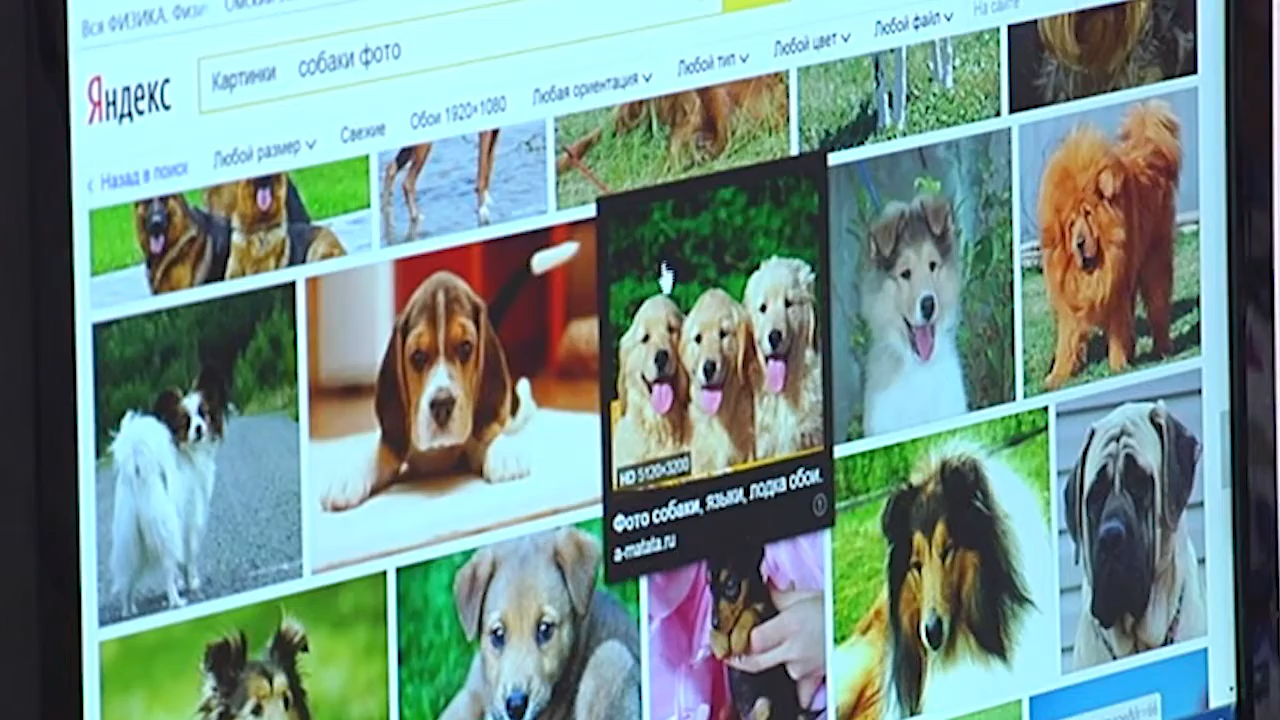 Вся ФИЗИКА. Физи
Яндекс
Картинки собаки фото
‹ Назад в поиск Любой размер Свежие Обои 1920×1080 Любая ориентация Любой тип Любой цвет Любой файл На сайте
HD 5120×3200
Фото собаки, языки, лодка обои.
a-matata.ru